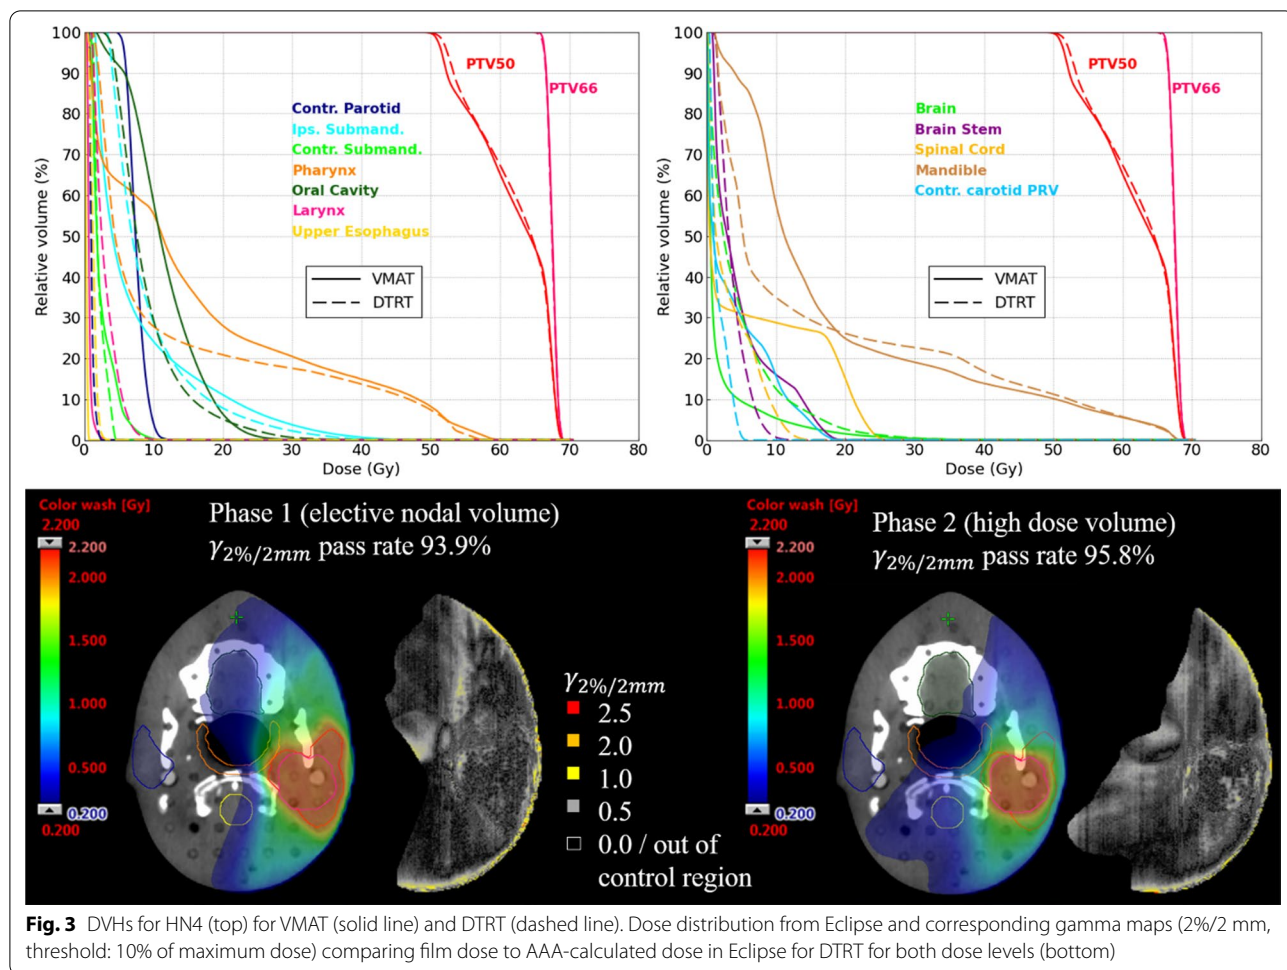 100
90
80
70
60
50
40
30
20
10
0
Relative volume (%)
0 10 20 30 40 50 60 70 80
Dose (Gy)
PTV50
PTV66
Contr. Parotid
Ips. Submand.
Contr. Submand.
Pharynx
Oral Cavity
Larynx
Upper Esophagus
VMAT
DTRT
100
90
80
70
60
50
40
30
20
10
0
Relative volume (%)
0 10 20 30 40 50 60 70 80
Dose (Gy)
PTV50
PTV66
Brain
Brain Stem
Spinal Cord
Mandible
Contr. carotid PRV
VMAT
DTRT
Color wash [Gy]
2.200
2.200
2.000
1.500
1.000
0.500
0.200
0.200
Phase 1 (elective nodal volume)
γ2%/2mm pass rate 93.9%
γ2%/2mm
2.5
2.0
1.0
0.5
0.0 / out of
control region
Color wash [Gy]
2.200
2.200
2.000
1.500
1.000
0.500
0.200
0.200
Phase 2 (high dose volume)
γ2%/2mm pass rate 95.8%
Fig. 3 DVHs for HN4 (top) for VMAT (solid line) and DTRT (dashed line). Dose distribution from Eclipse and corresponding gamma maps (2%/2 mm,
threshold: 10% of maximum dose) comparing film dose to AAA-calculated dose in Eclipse for DTRT for both dose levels (bottom)